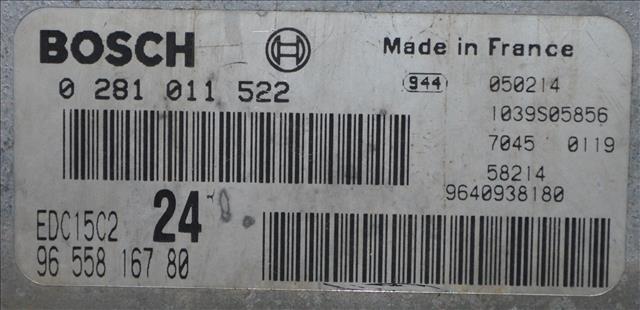 BOSCH
Made in France
0 281 011 522
944 050214
1039S05856
7045 0119
58214
9640938180
EDC15C2 24
96 558 167 80